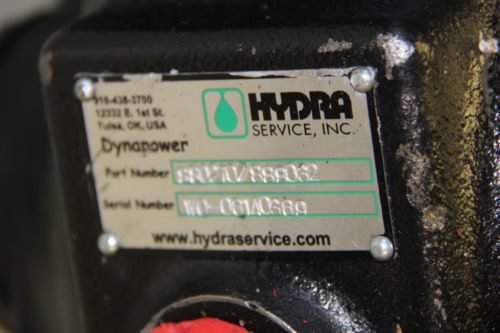 918-438-3700
12332 E. 1st St.
Tulsa, OK, USA
HYDRA
SERVICE, INC.
Dynapower
Part Number
Serial Number
www.hydraservice.com